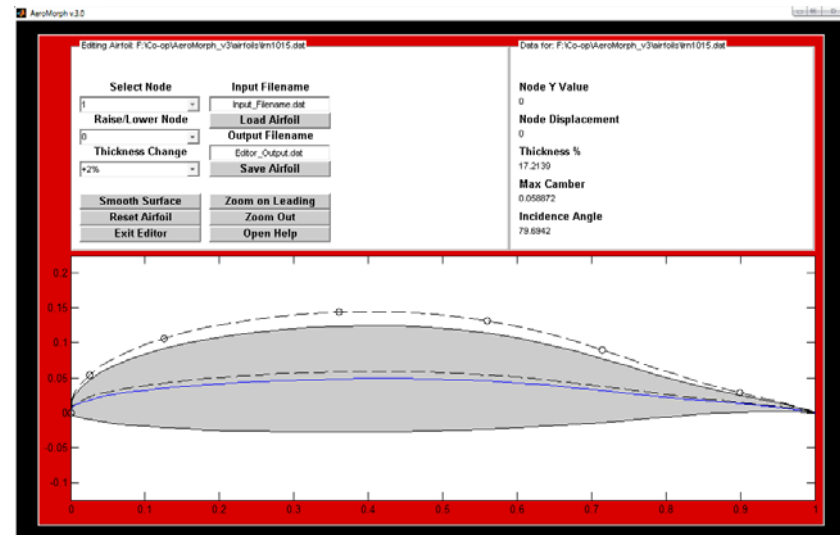 AeroMorph v.3.0
Editing Airfoil: F:\Co-op\AeroMorph_v3\airfoils\lrn1015.dat
Select Node
1
Raise/Lower Node
0
Thickness Change
+2%
Input Filename
Input_Filename.dat
Load Airfoil
Output Filename
Editor_Output.dat
Save Airfoil
Smooth Surface
Zoom on Leading
Reset Airfoil
Zoom Out
Exit Editor
Open Help
Data for: F:\Co-op\AeroMorph_v3\airfoils\lrn1015.dat
Node Y Value
0
Node Displacement
0
Thickness %
17.2139
Max Camber
0.058872
Incidence Angle
79.6942
0.2
0.15
0.1
0.05
0
-0.05
-0.1
0 0.1 0.2 0.3 0.4 0.5 0.6 0.7 0.8 0.9 1